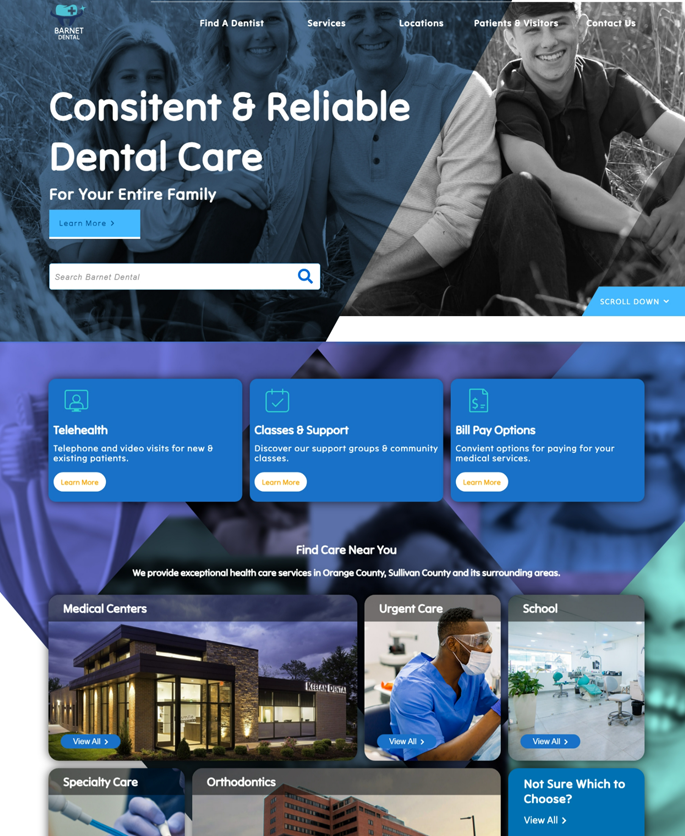 BARNET
DENTAL
Find A Dentist Services Locations Patients & Visitors Contact Us
Consitent & Reliable
Dental Care
For Your Entire Family
Learn More
Search Barnet Dental
SCROLL DOWN
Telehealth
Telephone and video visits for new &
existing patients.
Learn More
Classes & Support
Discover our support groups & community
classes.
Learn More
Bill Pay Options
Convient options for paying for your
medical services.
Learn More
Find Care Near You
We provide exceptional health care services in Orange County, Sullivan County and its surrounding areas.
Medical Centers
KEELAN DENTAL
View All
Urgent Care
View All
School
View All
Specialty Care
Orthodontics
Not Sure Which to
Choose?
View All